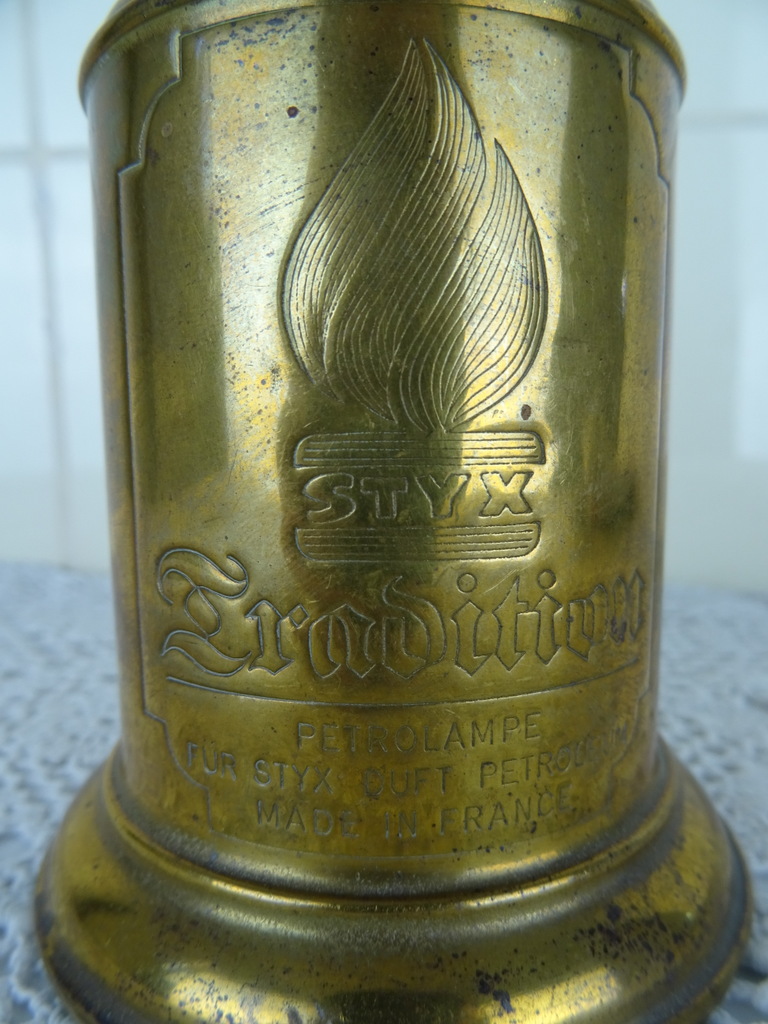 STYX
Tradition
PETROLAMPE
FÜR STYX DUFT PETROLEUM
MADE IN FRANCE